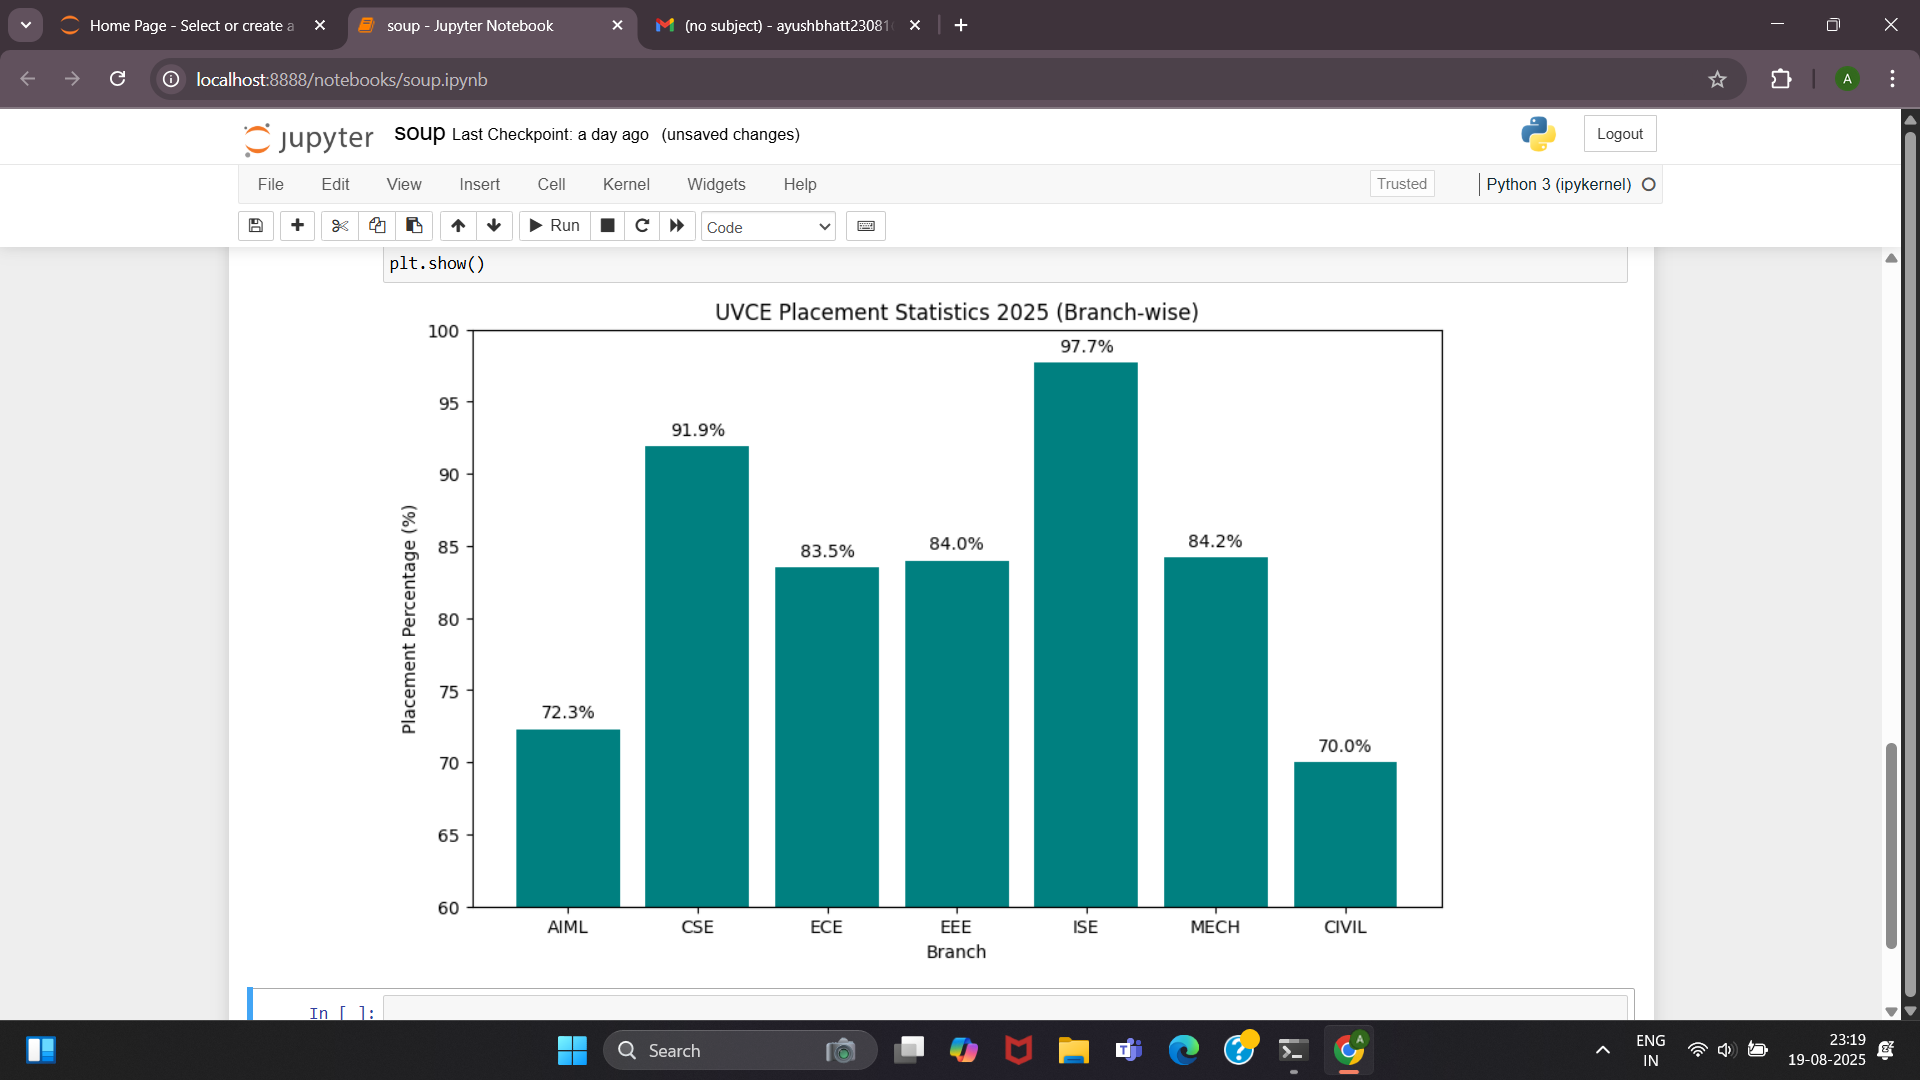 Home Page - Select or create a
soup - Jupyter Notebook
(no subject) - ayushbhatt23081
localhost:8888/notebooks/soup.ipynb
A
jupyter
soup Last Checkpoint: a day ago (unsaved changes)
Logout
File Edit View Insert Cell Kernel Widgets Help
Trusted
Python 3 (ipykernel)
Run
Code
plt.show()
UVCE Placement Statistics 2025 (Branch-wise)
100
95
90
85
80
75
70
65
60
Placement Percentage (%)
72.3%
91.9%
83.5%
84.0%
97.7%
84.2%
70.0%
AIML CSE ECE EEE ISE MECH CIVIL
Branch
In [ ]:
Search
A
ENG
IN
23:19
19-08-2025